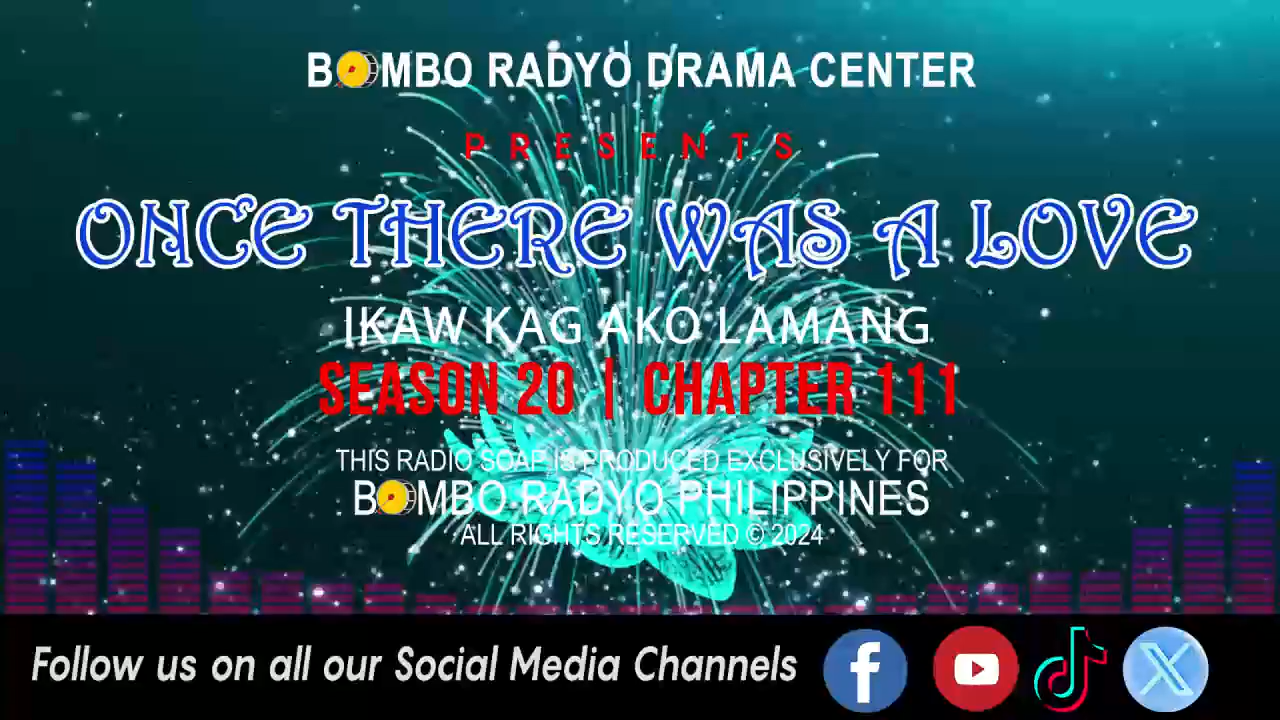 BOMBO RADYO DRAMA CENTER
PRESENTS
ONCE THERE WAS A LOVE
IKAW KAG AKO LAMANG
SEASON 20 | CHAPTER 111
THIS RADIO SOAP IS PRODUCED EXCLUSIVELY FOR
BOMBO RADYO PHILIPPINES
ALL RIGHTS RESERVED © 2024
Follow us on all our Social Media Channels